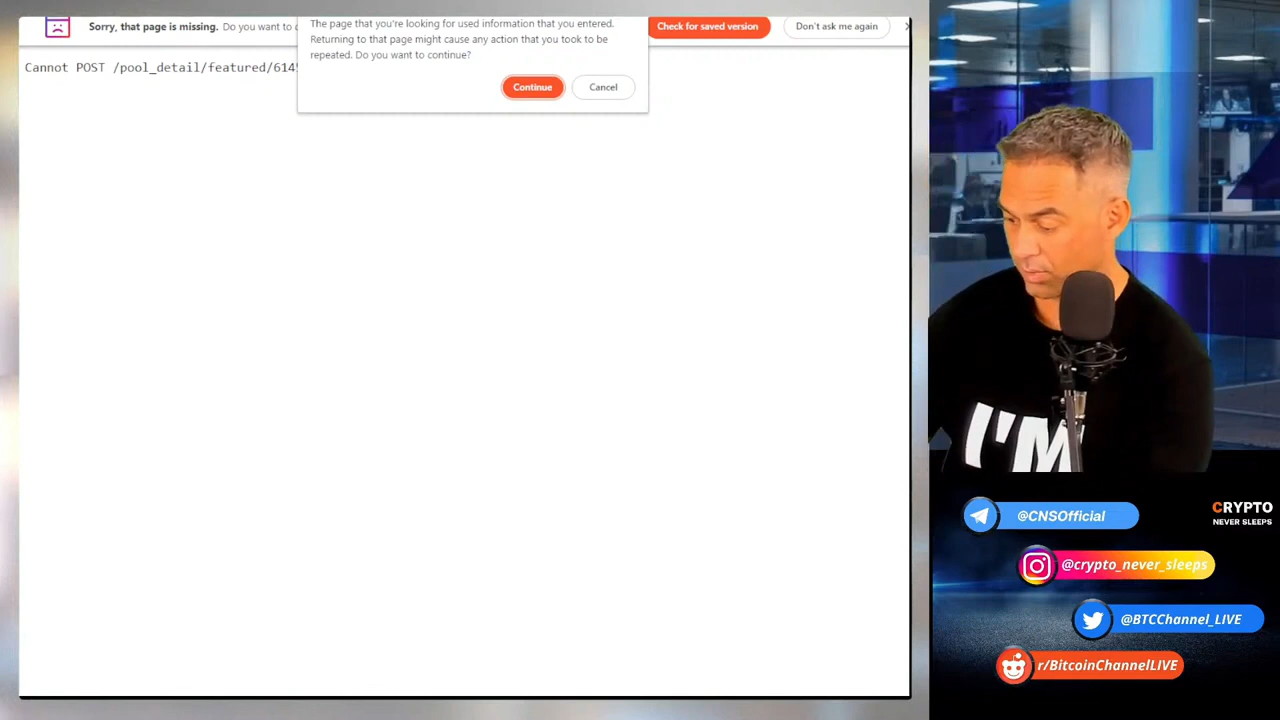 Sorry, that page is missing. Do you want to
The page that you're looking for used information that you entered.
Returning to that page might cause any action that you took to be
repeated. Do you want to continue?
Continue
Cancel
Check for saved version
Don't ask me again
Cannot POST /pool_detail/featured/614
I'M
@CNSOfficial
CRYPTO
NEVER SLEEPS
@crypto_never_sleeps
@BTCChannel_LIVE
r/BitcoinChannelLIVE